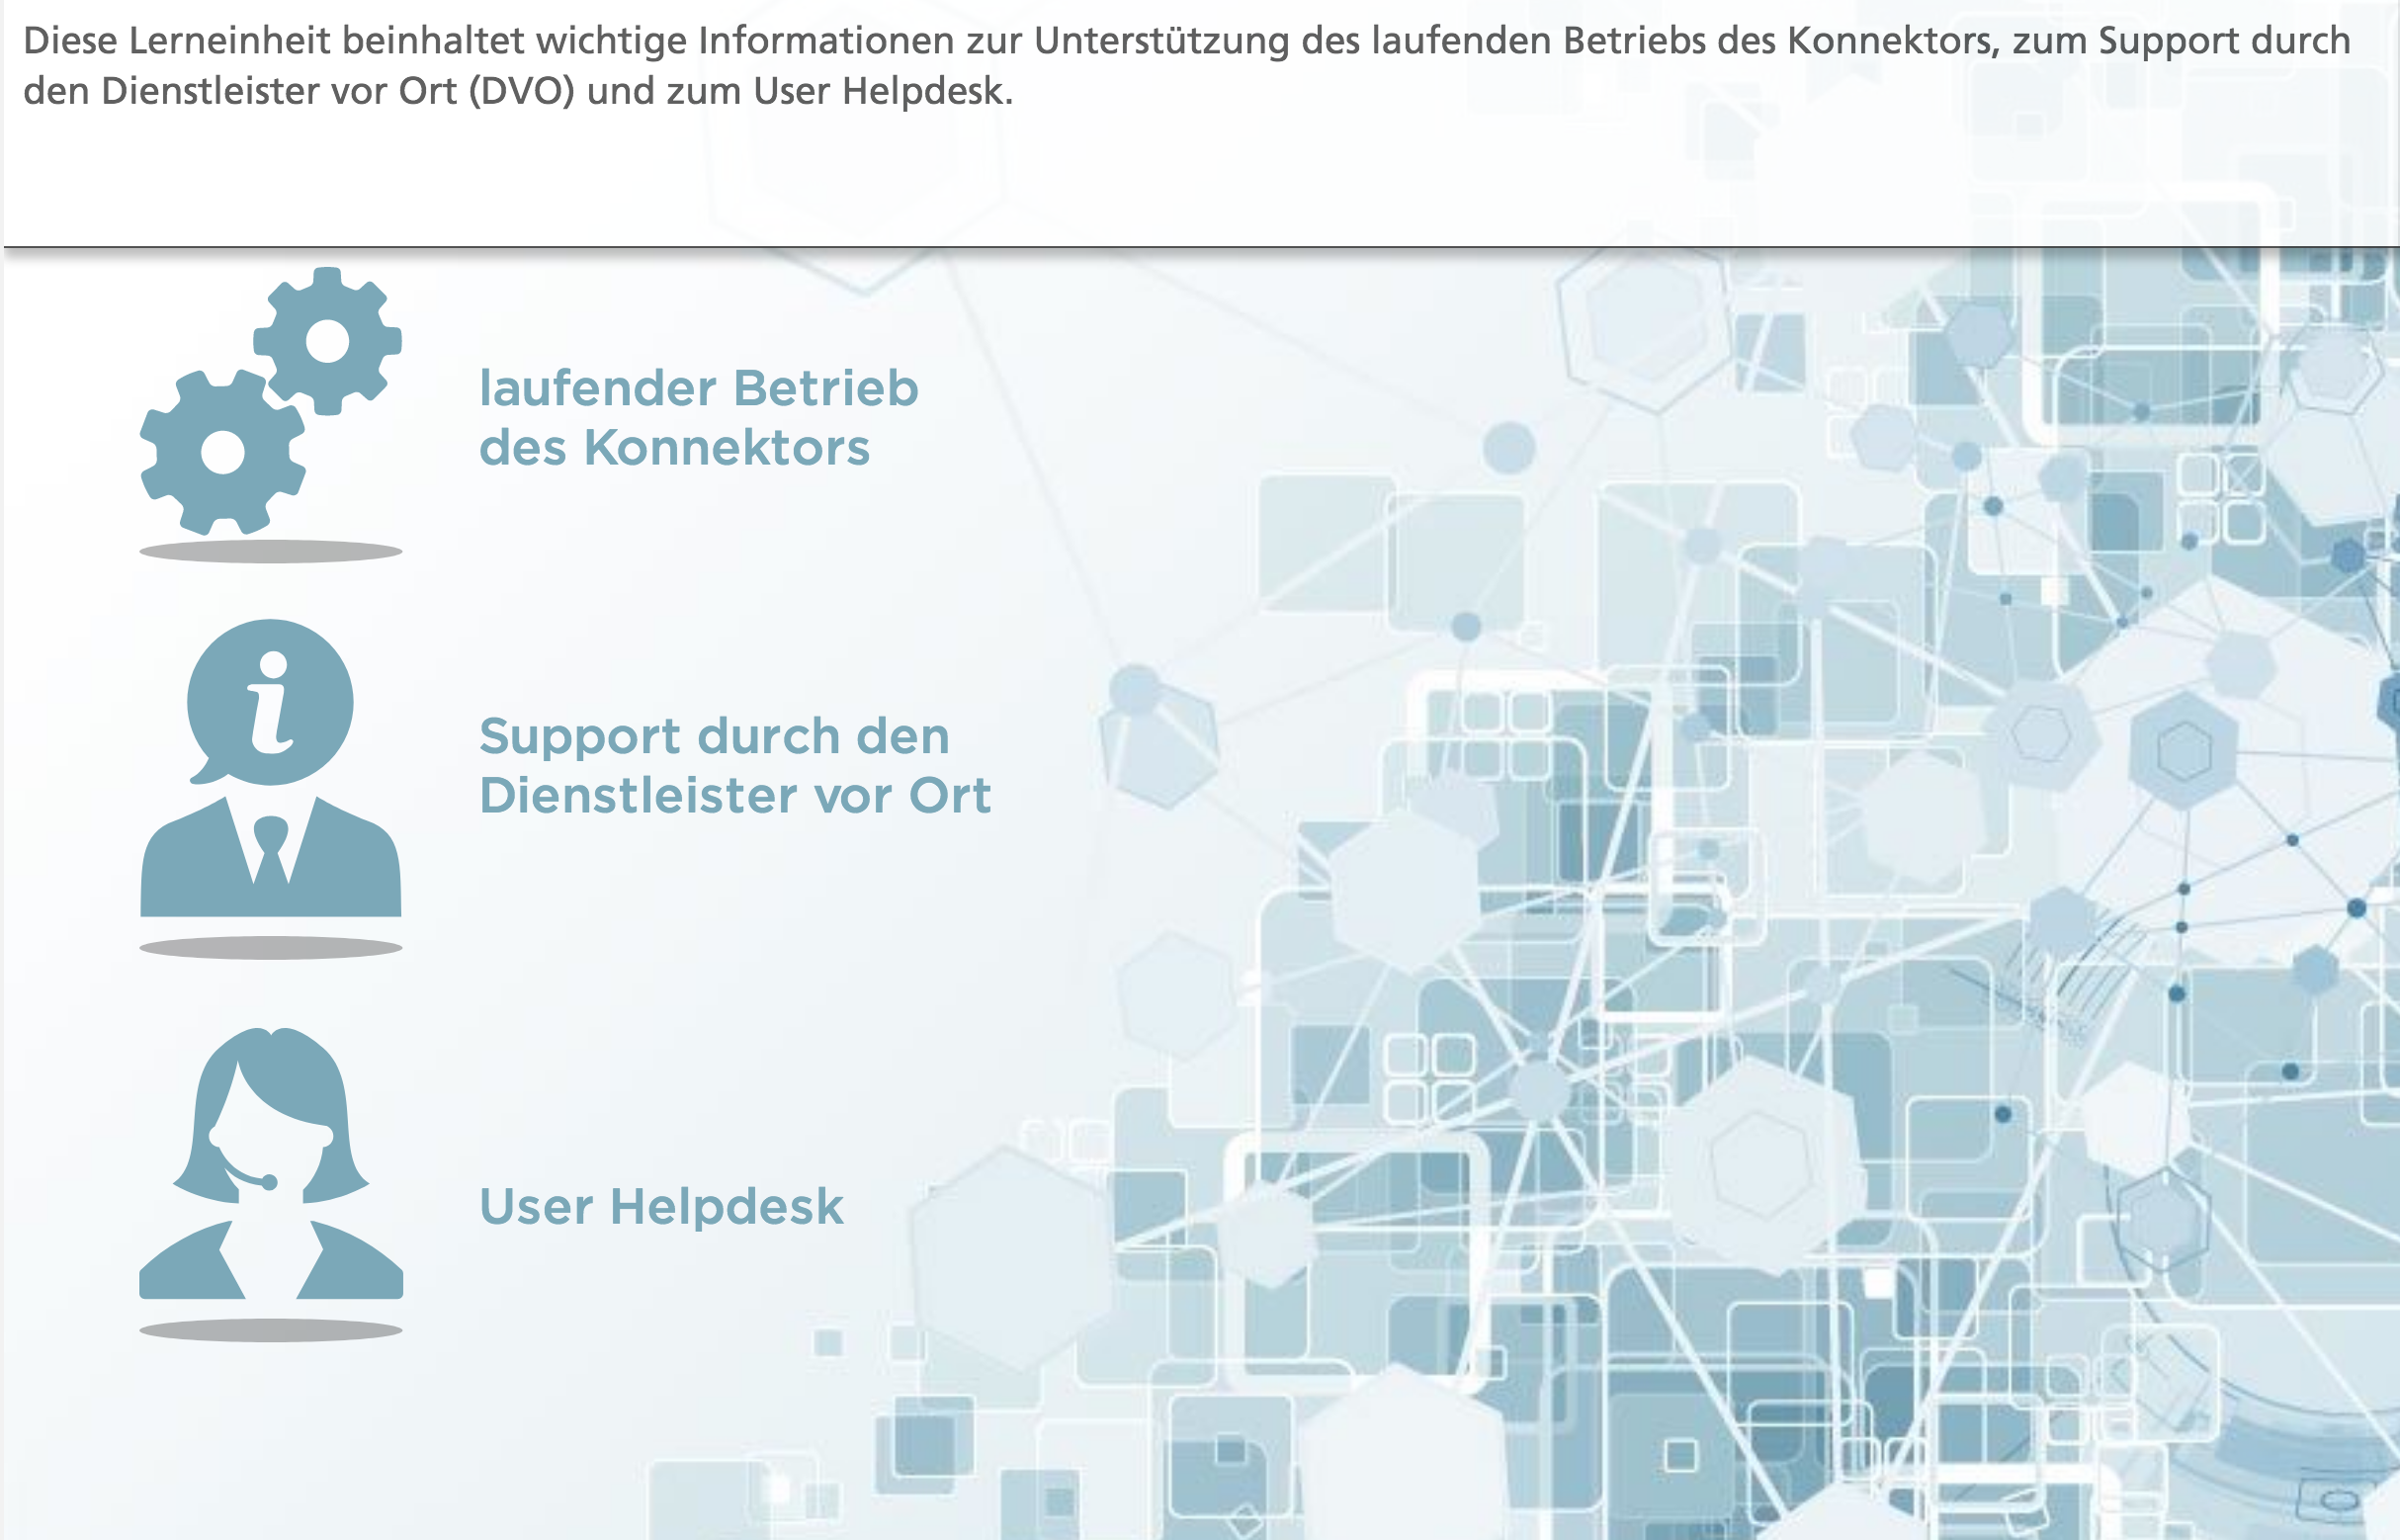 Diese Lerneinheit beinhaltet wichtige Informationen zur Unterstützung des laufenden Betriebs des Konnektors, zum Support durch
den Dienstleister vor Ort (DVO) und zum User Helpdesk.
laufender Betrieb
des Konnektors
Support durch den
Dienstleister vor Ort
User Helpdesk